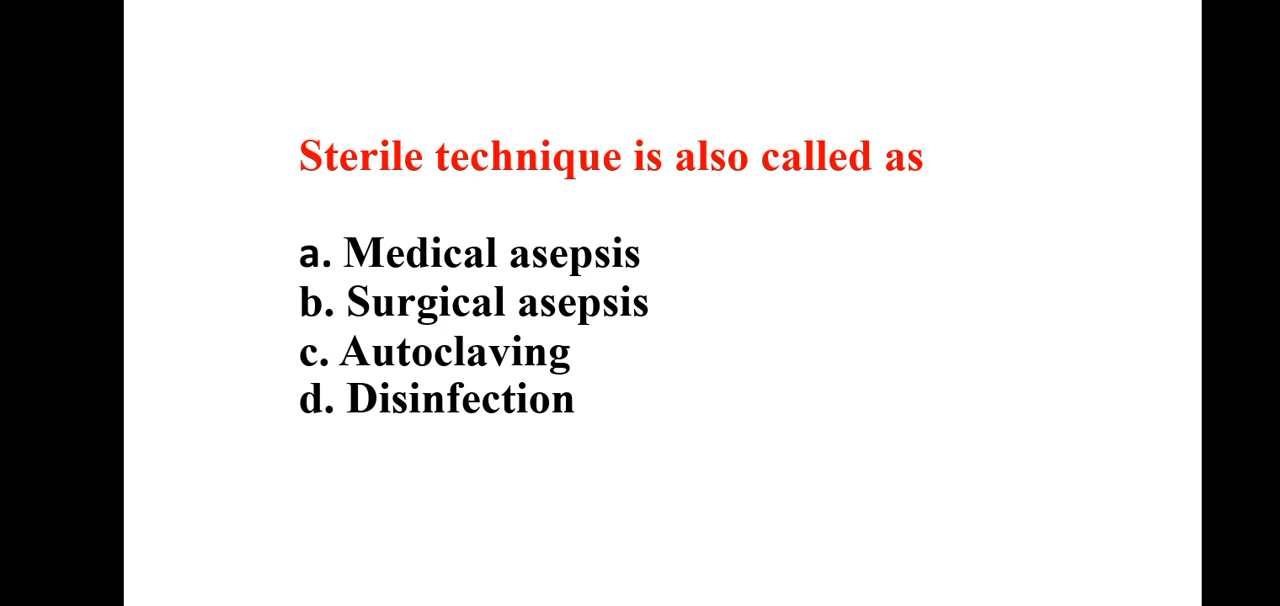 Sterile technique is also called as
a. Medical asepsis
b. Surgical asepsis
c. Autoclaving
d. Disinfection